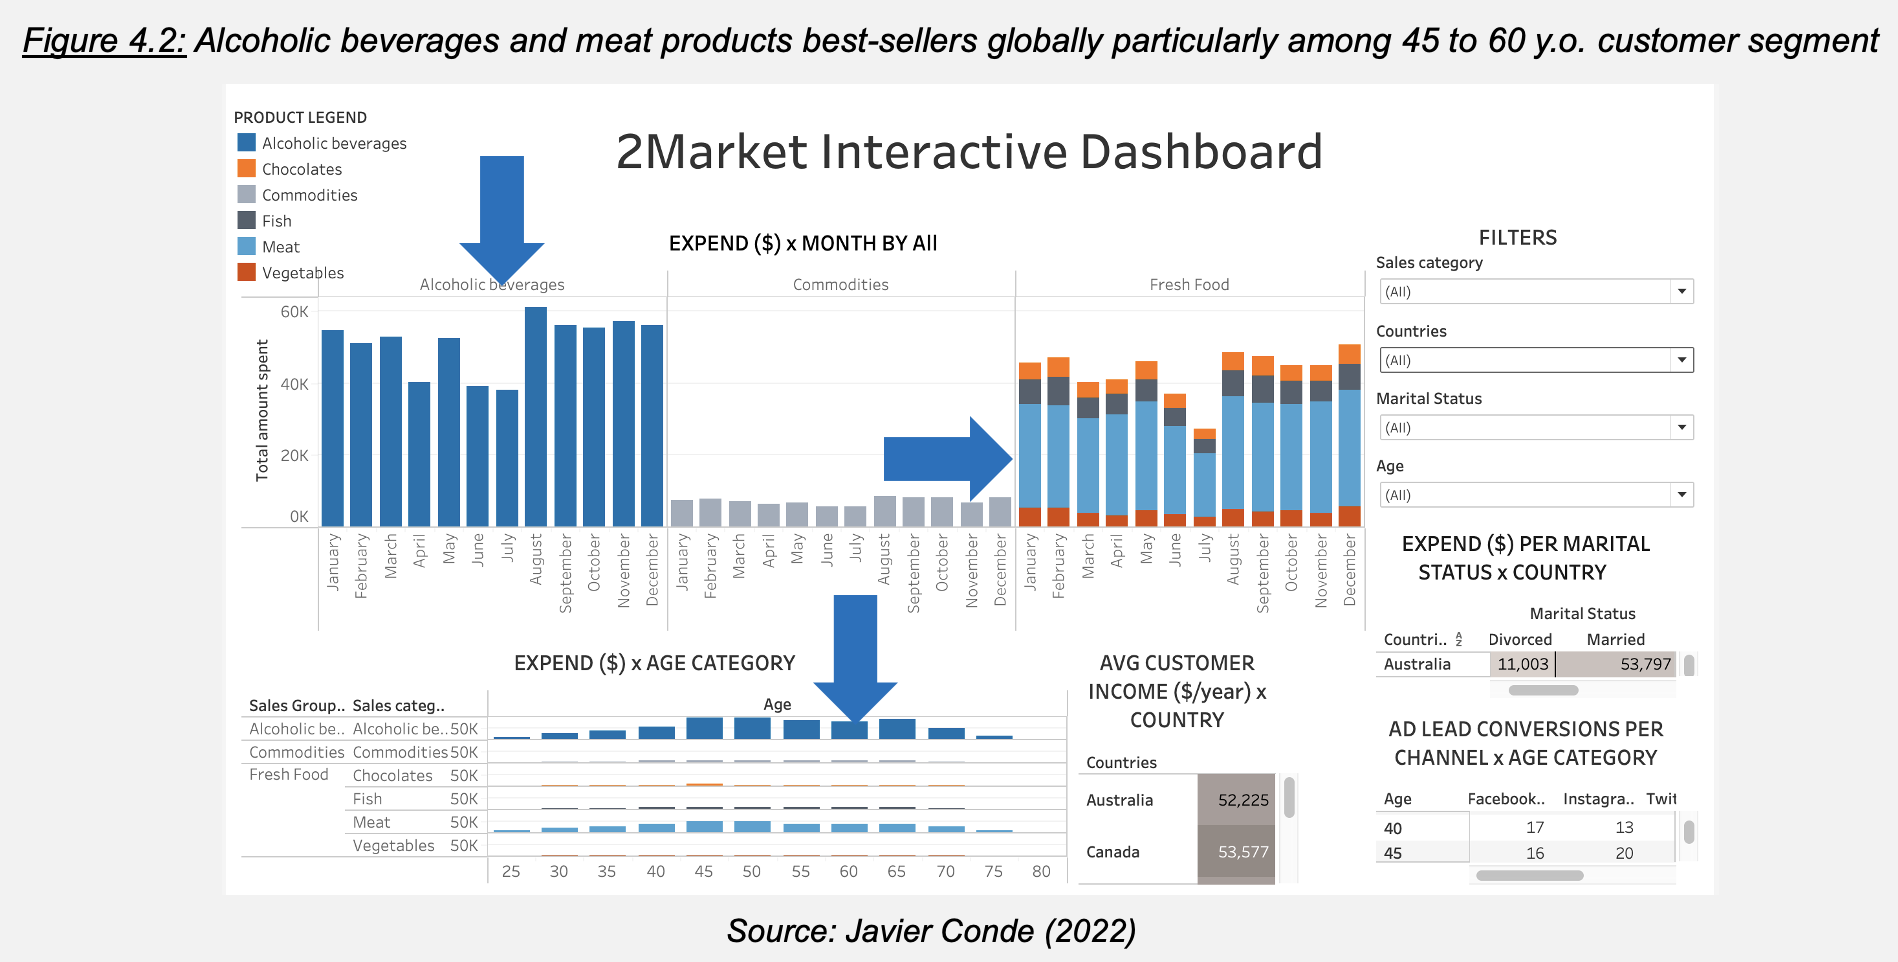 Figure 4.2: Alcoholic beverages and meat products best-sellers globally particularly among 45 to 60 y.o. customer segment
PRODUCT LEGEND
Alcoholic beverages
Chocolates
Commodities
Fish
Meat
Vegetables
2Market Interactive Dashboard
EXPEND ($) x MONTH BY All
Alcoholic beverages
Commodities
Fresh Food
Total amount spent
60K
40K
20K
0K
January
February
March
April
May
June
July
August
September
October
November
December
January
February
March
April
May
June
July
August
September
October
November
December
January
February
March
April
May
June
July
August
September
October
November
December
FILTERS
Sales category
(All)
Countries
(All)
Marital Status
(All)
Age
(All)
EXPEND ($) PER MARITAL
STATUS x COUNTRY
Marital Status
Countri.. Divorced Married
Australia 11,003 53,797
EXPEND ($) x AGE CATEGORY
Age
Sales Group.. Sales categ..
Alcoholic be.. Alcoholic be.. 50K
Commodities Commodities 50K
Fresh Food Chocolates 50K
Fish 50K
Meat 50K
Vegetables 50K
25 30 35 40 45 50 55 60 65 70 75 80
AVG CUSTOMER
INCOME ($/year) x
COUNTRY
Countries
Australia 52,225
Canada 53,577
AD LEAD CONVERSIONS PER
CHANNEL x AGE CATEGORY
Age Facebook.. Instagra.. Twit
40 17 13
45 16 20
Source: Javier Conde (2022)